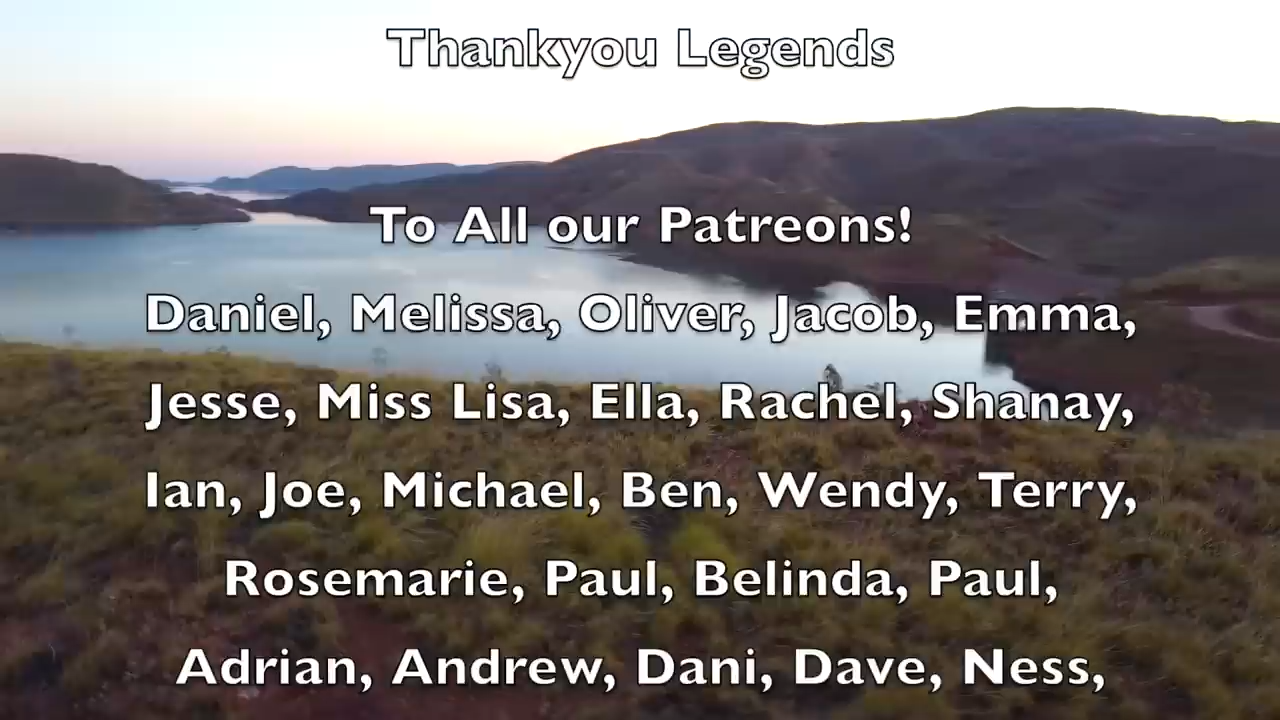 Thankyou Legends
To All our Patreons!
Daniel, Melissa, Oliver, Jacob, Emma,
Jesse, Miss Lisa, Ella, Rachel, Shanay,
Ian, Joe, Michael, Ben, Wendy, Terry,
Rosemarie, Paul, Belinda, Paul,
Adrian, Andrew, Dani, Dave, Ness,